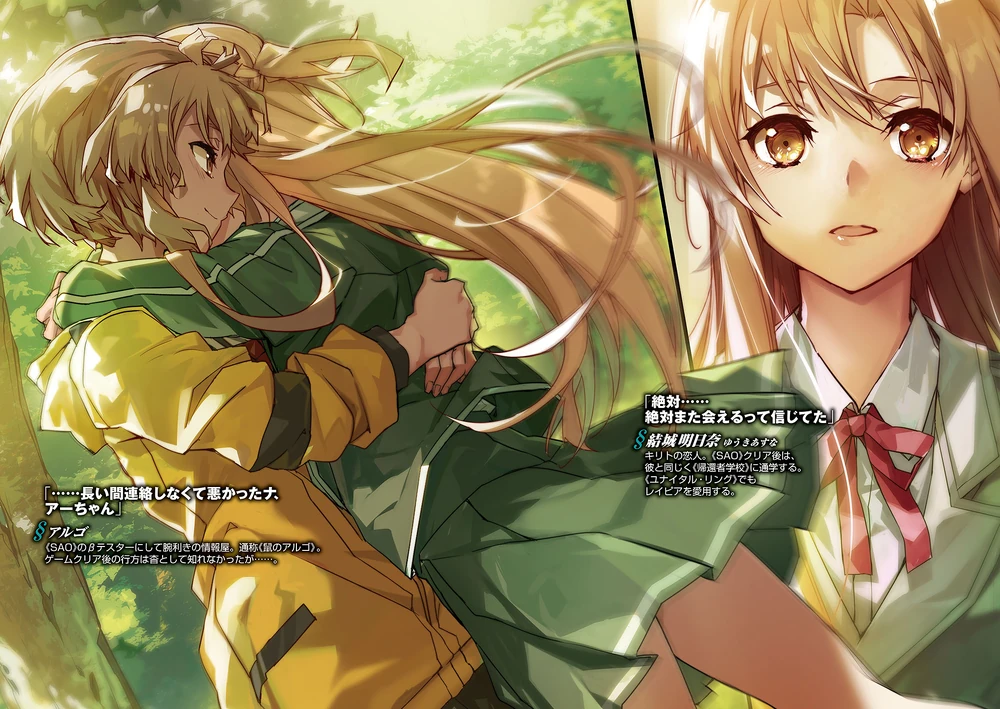 「絶対……
絶対また会えるって信じてた」
§結城明日奈 ゆうきあすな
キリトの恋人。《SAO》クリア後は、
彼と同じく《帰還者学校》に通学する。
《ユナイタル・リング》でも
レイピアを愛用する。
「……長い間連絡しなくて悪かったナ、
アーちゃん」
§アルゴ
《SAO》のβテスターにして腕利きの情報屋。通称《鼠のアルゴ》。
ゲームクリア後の行方は杳として知れなかったが……。